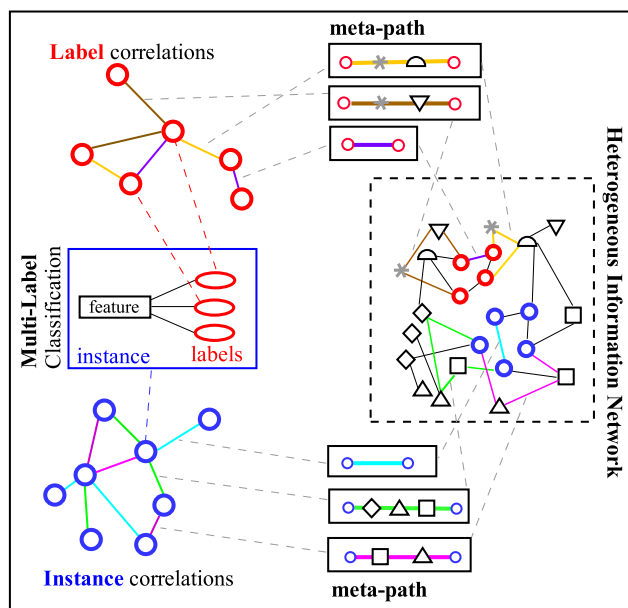 meta-path
Label correlations
Heterogeneous Information Network
Multi-Label
Classification
feature
instance
labels
Instance correlations
meta-path